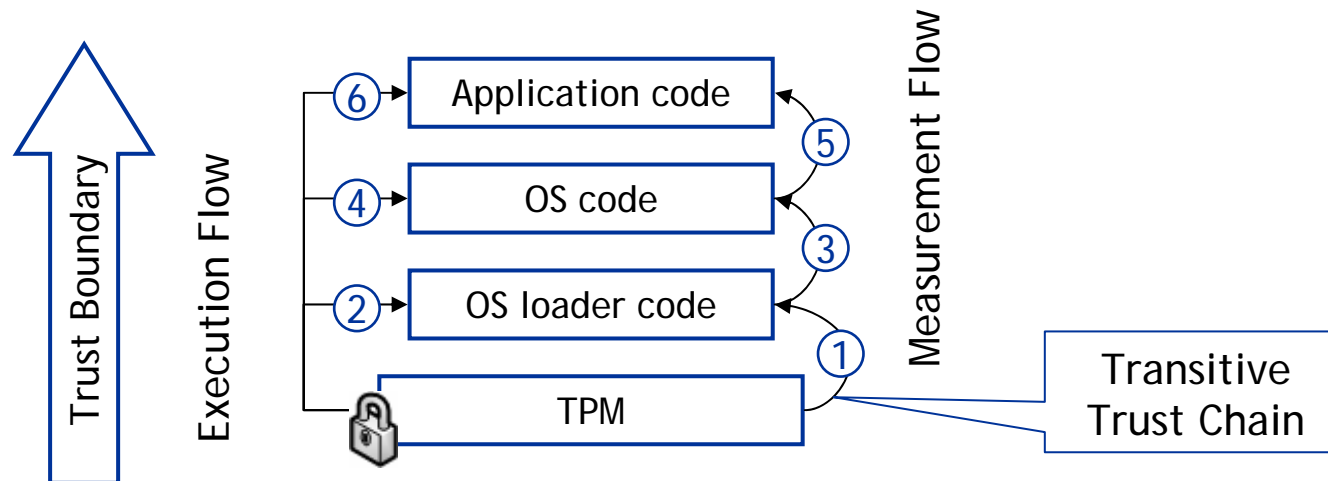 Trust Boundary
Execution Flow
6
Application code
5
4
OS code
3
2
OS loader code
1
TPM
Measurement Flow
Transitive
Trust Chain